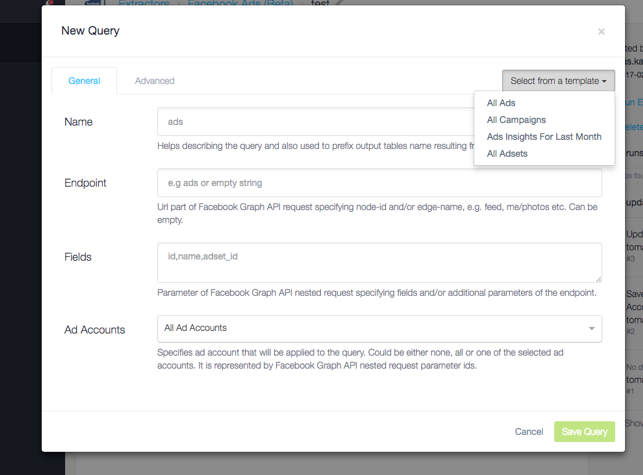 Extractors › Facebook Ads (Beta) › test
New Query
×
General
Advanced
Select from a template
All Ads
All Campaigns
Ads Insights For Last Month
All Adsets
Name
ads
Helps describing the query and also used to prefix output tables name resulting
Endpoint
e.g ads or empty string
Url part of Facebook Graph API request specifying node-id and/or edge-name, e.g. feed, me/photos etc. Can be
empty.
Fields
id,name,adset_id
Parameter of Facebook Graph API nested request specifying fields and/or additional parameters of the endpoint.
Ad Accounts
All Ad Accounts
Specifies ad account that will be applied to the query. Could be either none, all or one of the selected ad
accounts. It is represented by Facebook Graph API nested request parameter ids.
Cancel
Save Query
#3
#2
#1